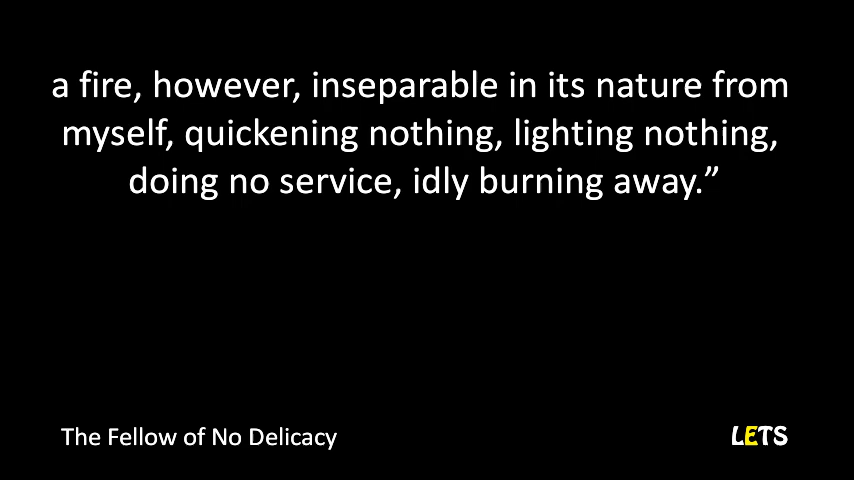 a fire, however, inseparable in its nature from
myself, quickening nothing, lighting nothing,
doing no service, idly burning away.”
The Fellow of No Delicacy
LETS